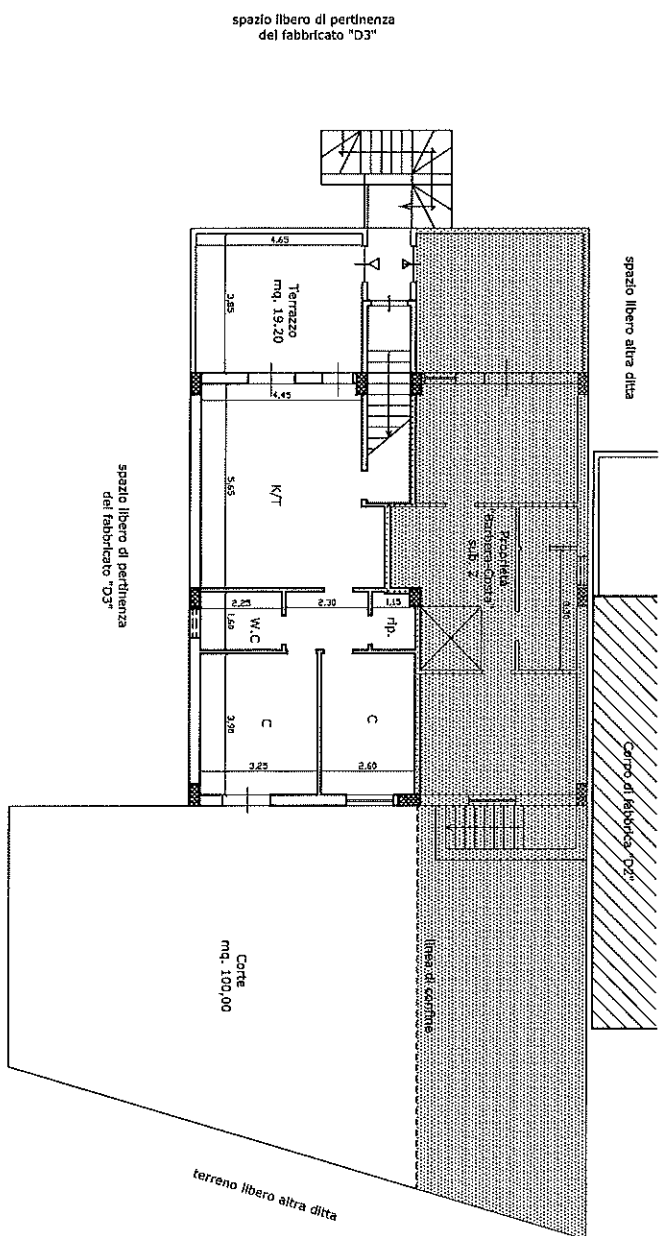 spazio libero di pertinenza
del fabbricato "D3"
spazio libero altra ditta
4,65
3,85
Terrazzo
mq. 19.20
4,45
5,65
K/T
Proprietà
sub. 2
spazio libero di pertinenza
del fabbricato "D3"
2,25
2,30
1,15
1,60
W.C
rip.
3,90
C
C
3,25
2,60
Corpo di fabbrica "D2"
Corte
mq. 100,00
linea di confine
terreno libero altra ditta